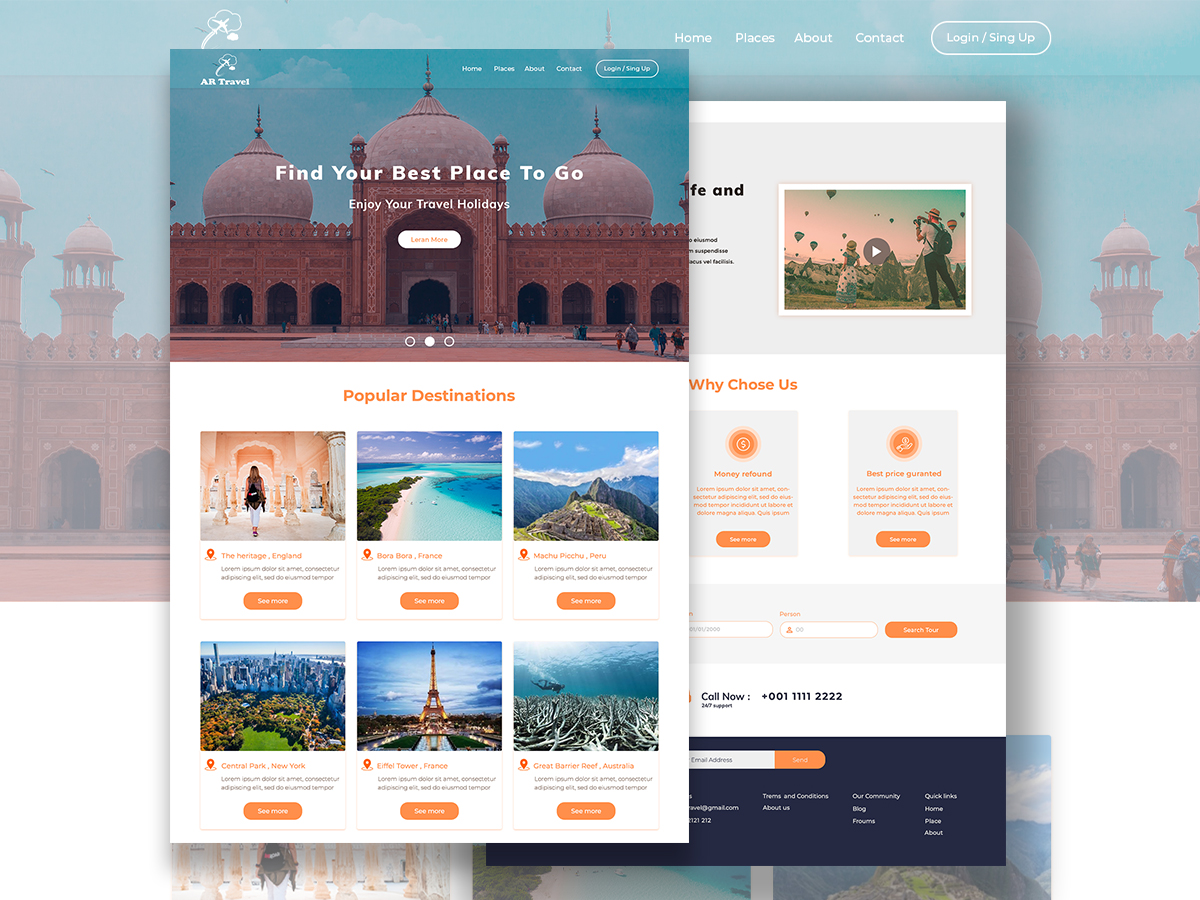 Home Places About Contact Login / Sing Up
AR Travel
Home Places About Contact Login / Sing Up
Find Your Best Place To Go
Enjoy Your Travel Holidays
Leran More
Popular Destinations
The heritage , England
Lorem ipsum dolor sit amet, consectetur
adipiscing elit, sed do eiusmod tempor
See more
Bora Bora , France
Lorem ipsum dolor sit amet, consectetur
adipiscing elit, sed do eiusmod tempor
See more
Machu Picchu , Peru
Lorem ipsum dolor sit amet, consectetur
adipiscing elit, sed do eiusmod tempor
See more
Central Park , New York
Lorem ipsum dolor sit amet, consectetur
adipiscing elit, sed do eiusmod tempor
See more
Eiffel Tower , France
Lorem ipsum dolor sit amet, consectetur
adipiscing elit, sed do eiusmod tempor
See more
Great Barrier Reef , Australia
Lorem ipsum dolor sit amet, consectetur
adipiscing elit, sed do eiusmod tempor
See more
fe and
o eiusmod
m suspendisse
lacus vel facilisis.
Why Chose Us
Money refound
Lorem ipsum dolor sit amet, con-
sectetur adipiscing elit, sed do eius-
mod tempor incididunt ut labore et
dolore magna aliqua. Quis ipsum
See more
Best price guranted
Lorem ipsum dolor sit amet, con-
sectetur adipiscing elit, sed do eius-
mod tempor incididunt ut labore et
dolore magna aliqua. Quis ipsum
See more
Person
01/01/2000
00
Search Tour
Call Now : +001 1111 2222
24/7 support
Email Address
Send
ravel@gmail.com
2121 212
Trems and Conditions
About us
Our Community
Blog
Froums
Quick links
Home
Place
About